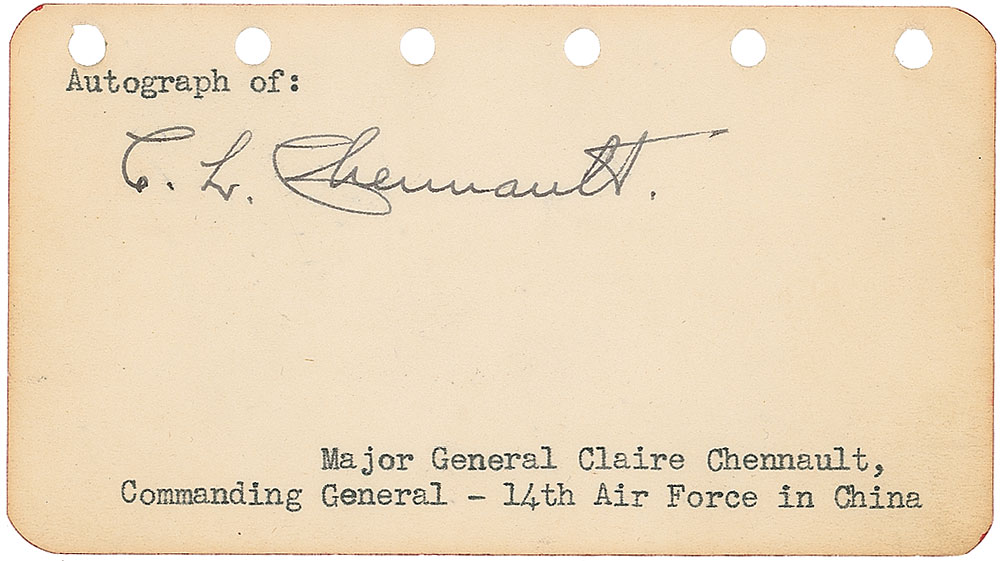 Autograph of:
C. L. Chennault.
Major General Claire Chennault,
Commanding General - 14th Air Force in China